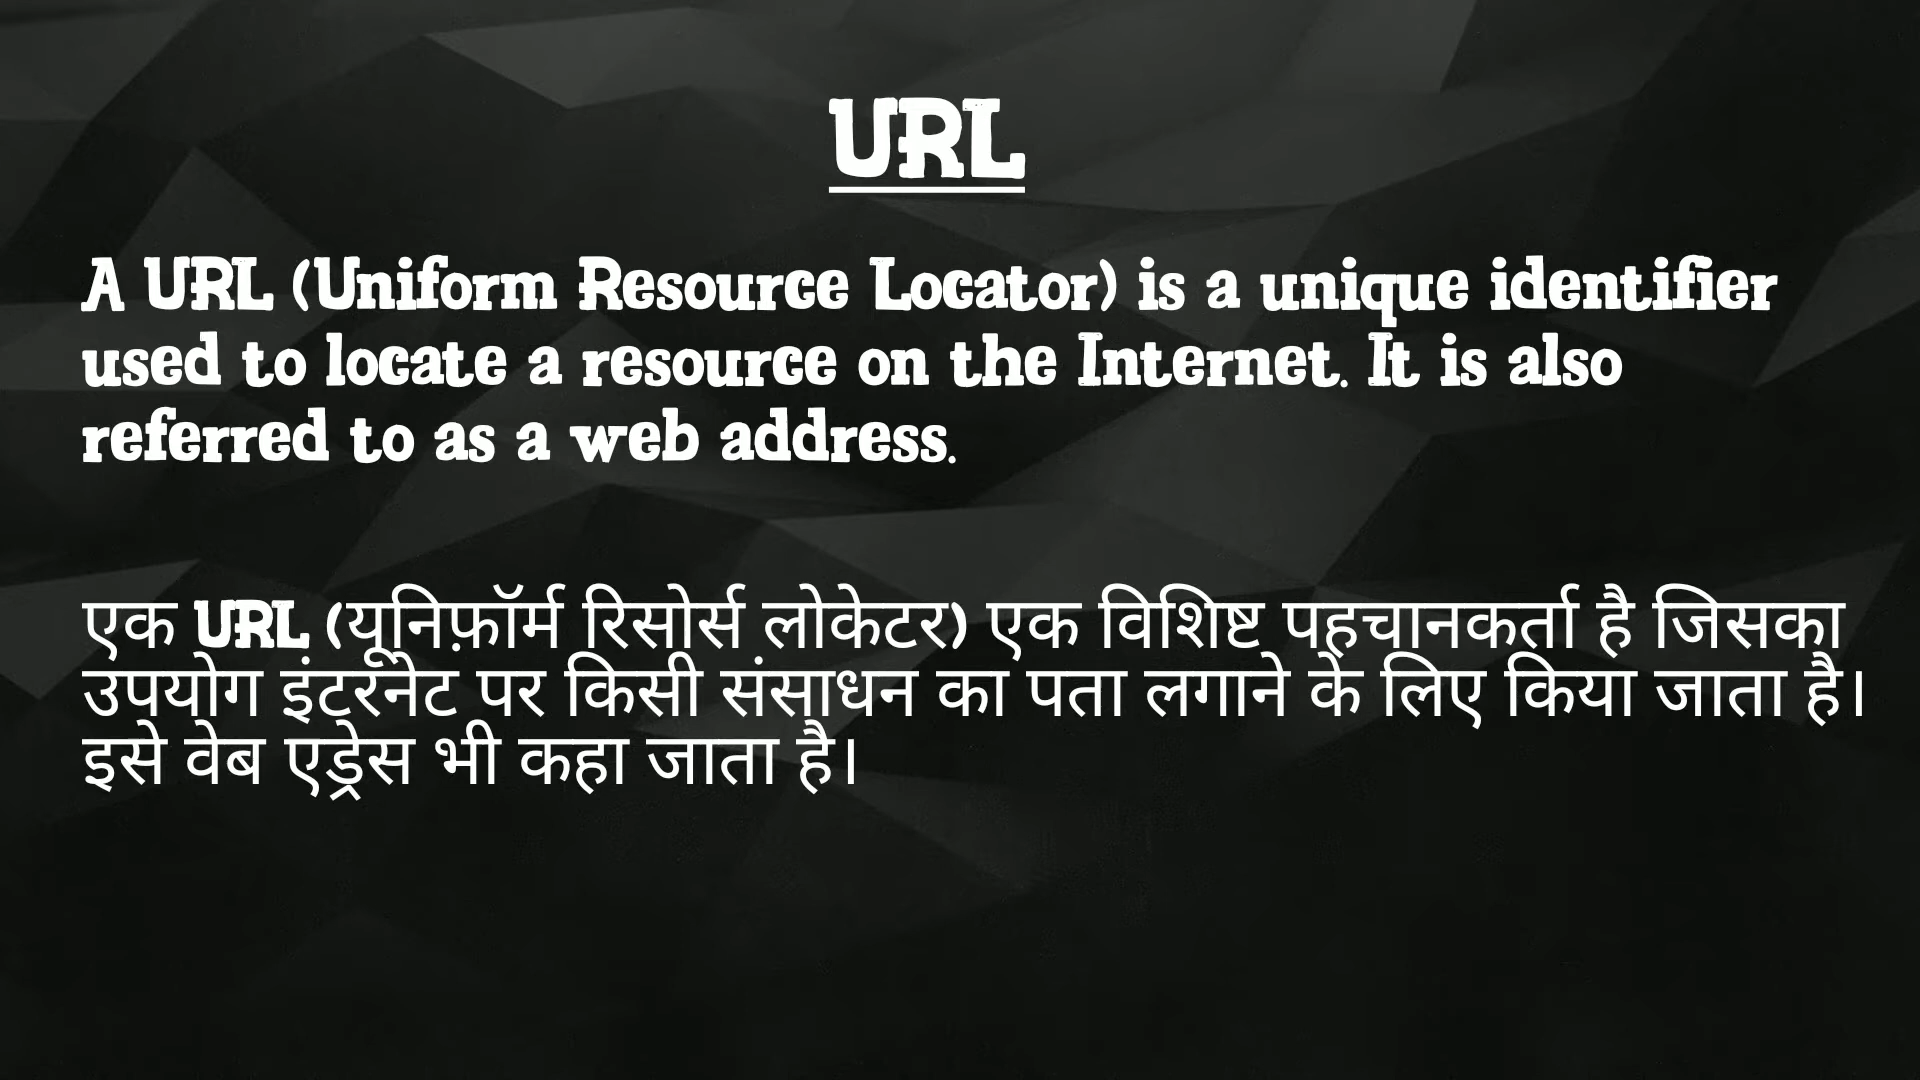 URL
A URL (Uniform Resource Locator) is a unique identifier
used to locate a resource on the Internet. It is also
referred to as a web address.
एक URL (यूनिफ़ॉर्म रिसोर्स लोकेटर) एक विशिष्ट पहचानकर्ता है जिसका
उपयोग इंटरनेट पर किसी संसाधन का पता लगाने के लिए किया जाता है।
इसे वेब एड्रेस भी कहा जाता है।